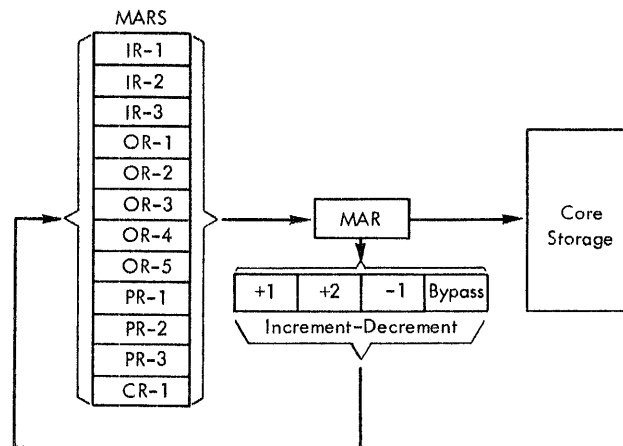 MARS
IR-1
IR-2
IR-3
OR-1
OR-2
OR-3
OR-4
OR-5
PR-1
PR-2
PR-3
CR-1
MAR
+1 +2 -1 Bypass
Increment-Decrement
Core
Storage